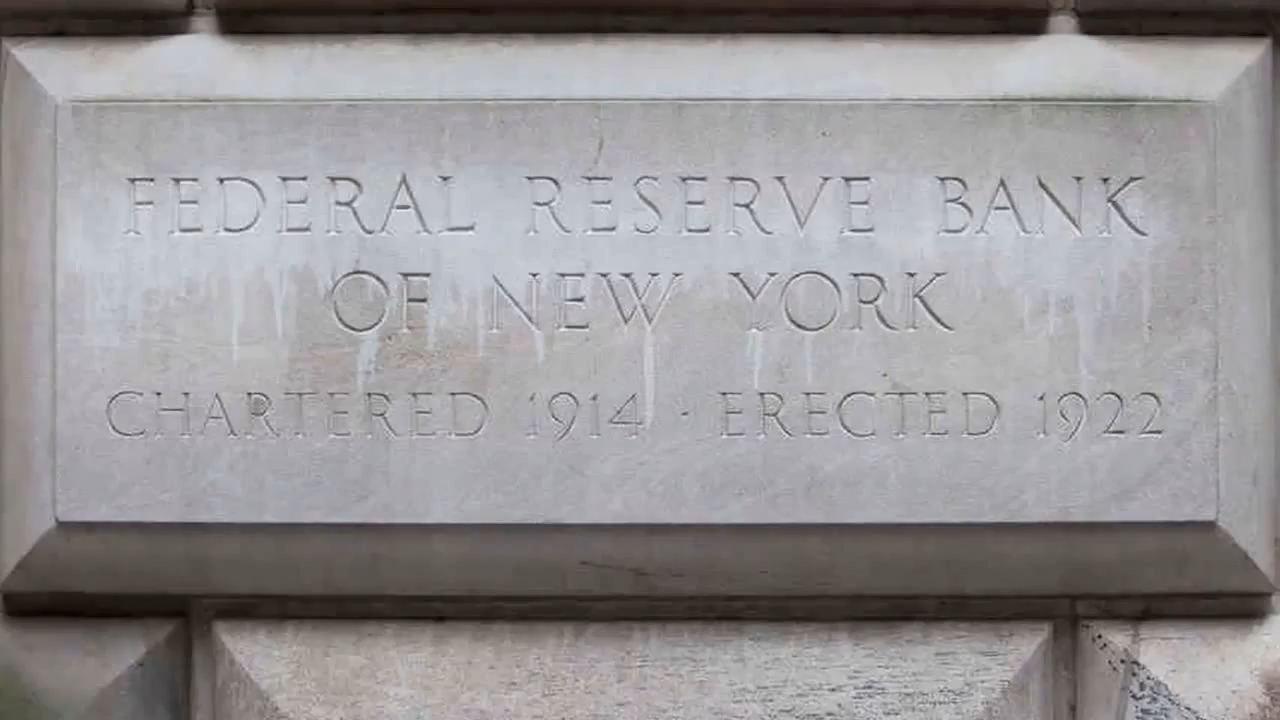 FEDERAL RESERVE BANK
OF NEW YORK
CHARTERED 1914 · ERECTED 1922